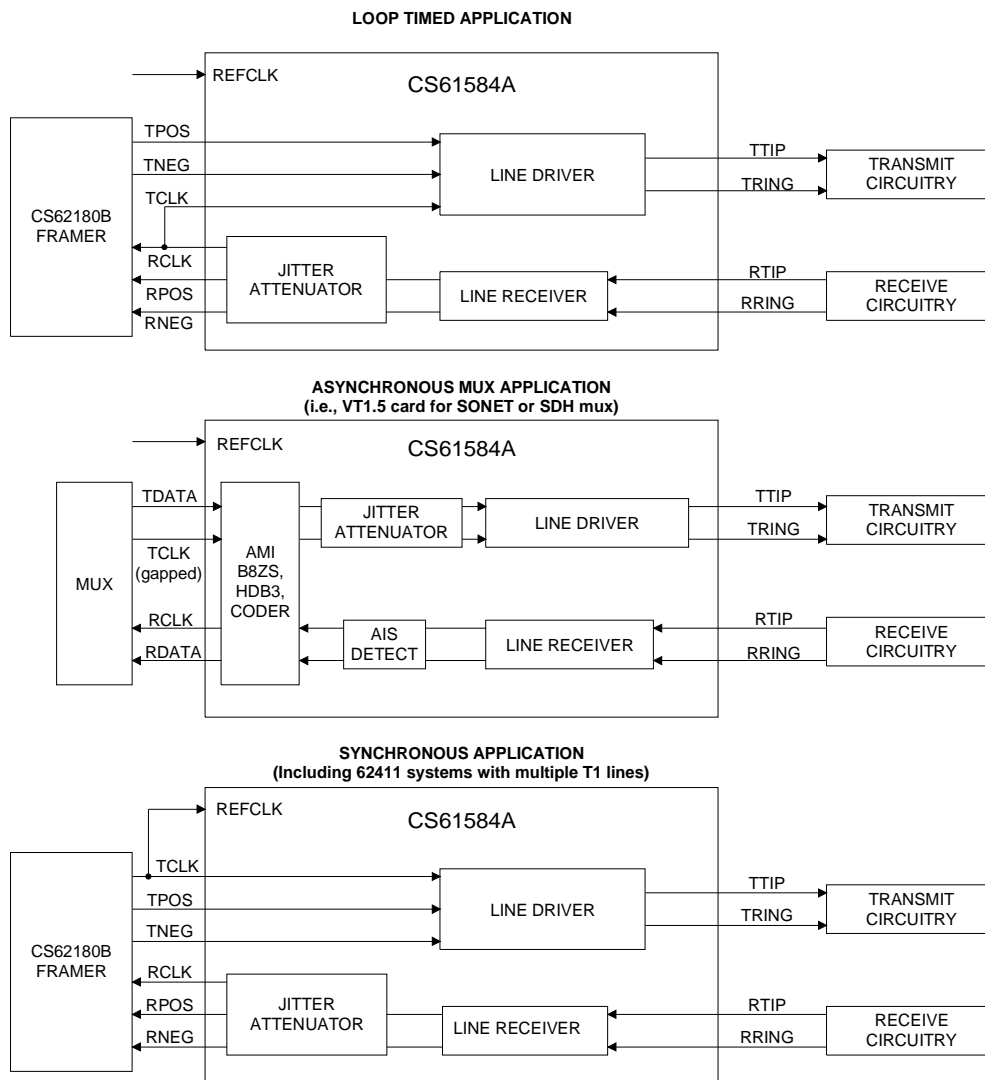 LOOP TIMED APPLICATION
REFCLK
CS61584A
CS62180B
FRAMER
TPOS
TNEG
TCLK
RCLK
RPOS
RNEG
LINE DRIVER
JITTER
ATTENUATOR
LINE RECEIVER
TTIP
TRING
RTIP
RRING
TRANSMIT
CIRCUITRY
RECEIVE
CIRCUITRY
ASYNCHRONOUS MUX APPLICATION
(i.e., VT1.5 card for SONET or SDH mux)
REFCLK
CS61584A
MUX
TDATA
TCLK
(gapped)
RCLK
RDATA
AMI
B8ZS,
HDB3,
CODER
JITTER
ATTENUATOR
LINE DRIVER
AIS
DETECT
LINE RECEIVER
TTIP
TRING
RTIP
RRING
TRANSMIT
CIRCUITRY
RECEIVE
CIRCUITRY
SYNCHRONOUS APPLICATION
(Including 62411 systems with multiple T1 lines)
REFCLK
CS61584A
CS62180B
FRAMER
TCLK
TPOS
TNEG
RCLK
RPOS
RNEG
LINE DRIVER
JITTER
ATTENUATOR
LINE RECEIVER
TTIP
TRING
RTIP
RRING
TRANSMIT
CIRCUITRY
RECEIVE
CIRCUITRY